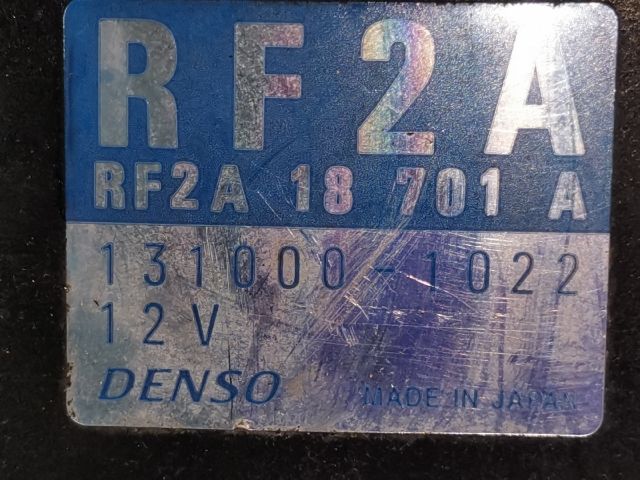 RF2A
RF2A 18 701 A
131000-1022
12V
DENSO
MADE IN JAPAN